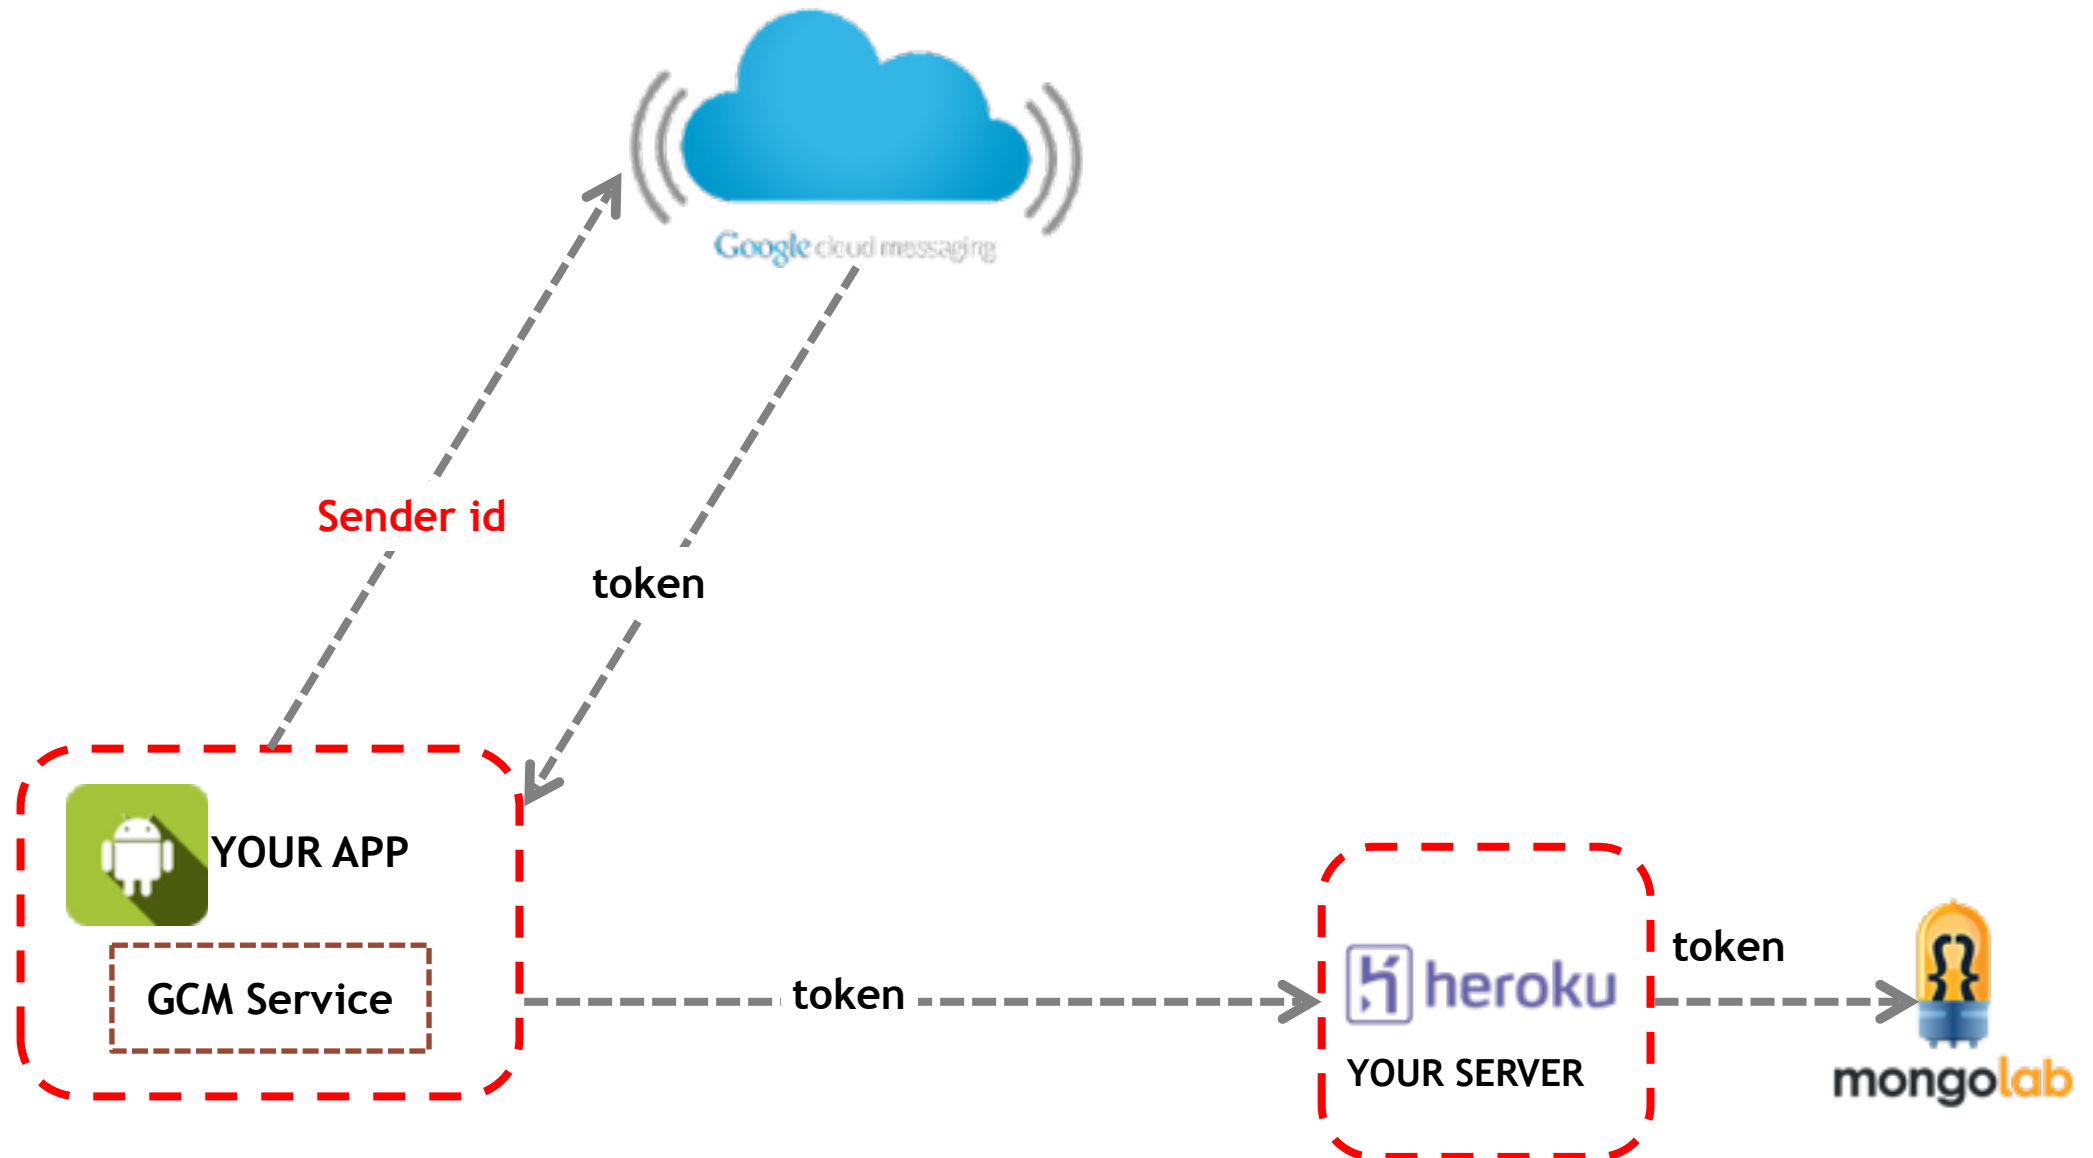 Google cloud messaging
Sender id
token
YOUR APP
GCM Service
token
heroku
YOUR SERVER
token
mongolab